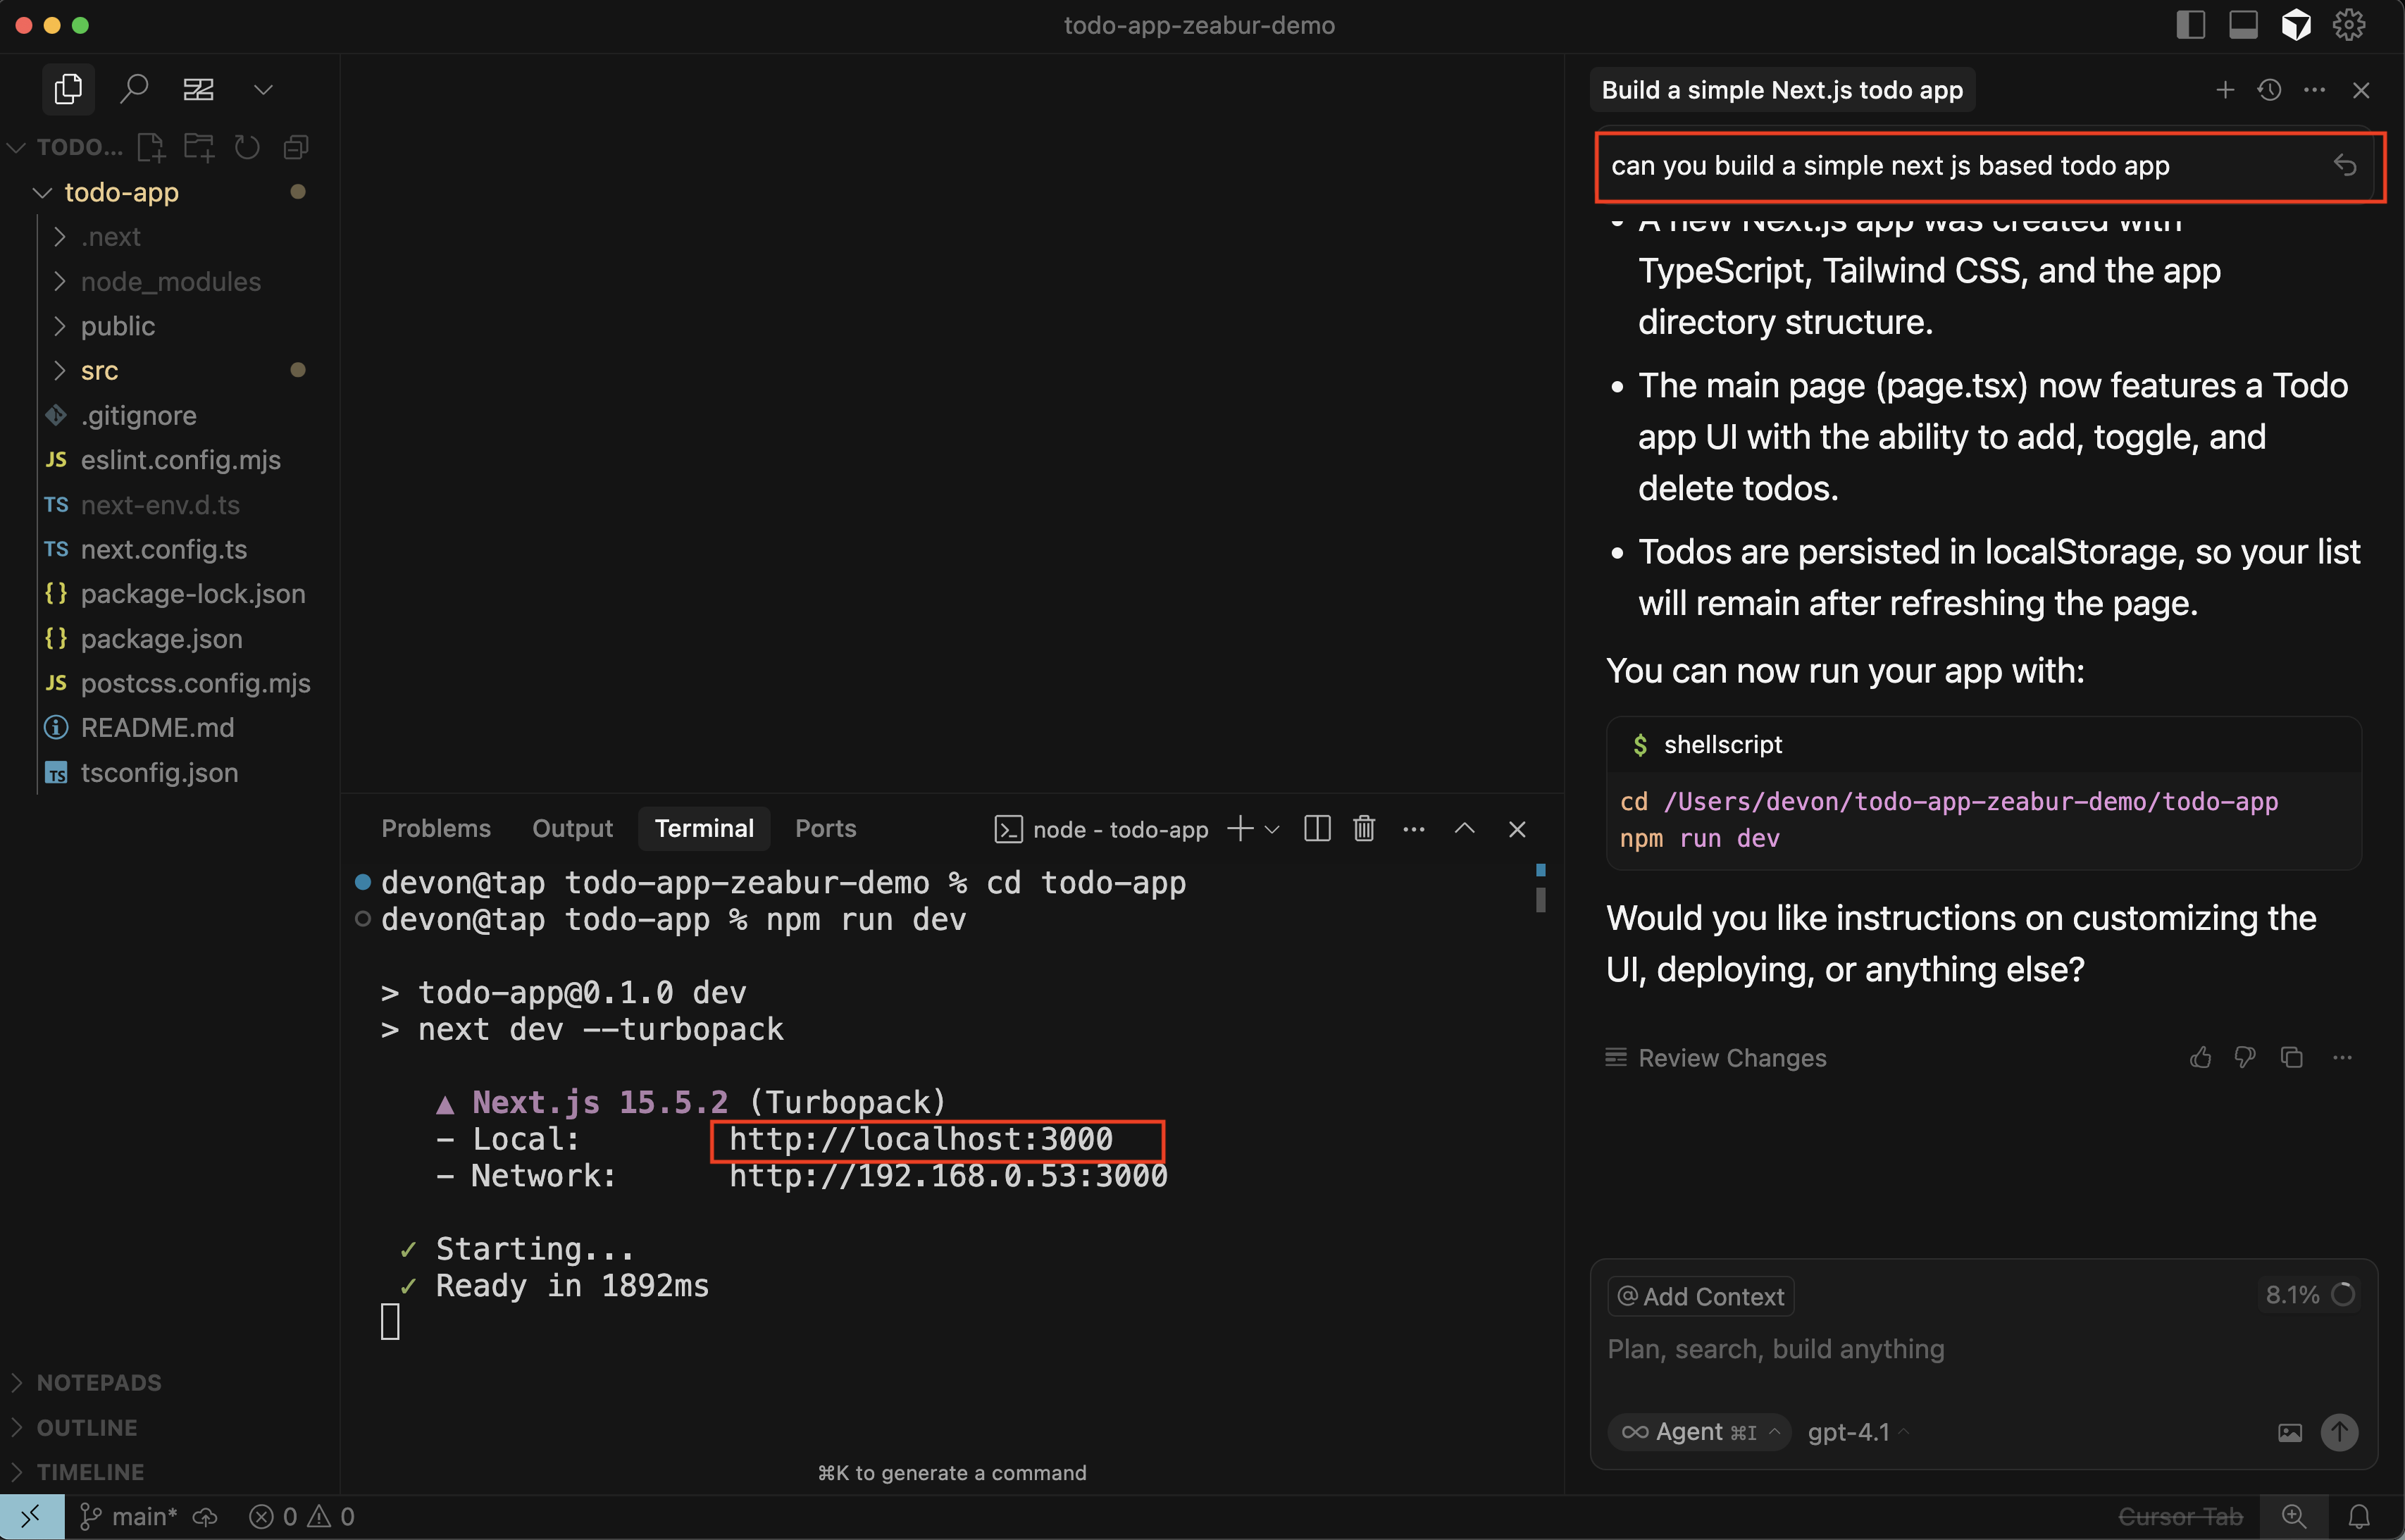 todo-app-zeabur-demo
TODO...
todo-app
.next
node_modules
public
src
.gitignore
JS eslint.config.mjs
TS next-env.d.ts
TS next.config.ts
{} package-lock.json
{} package.json
JS postcss.config.mjs
README.md
TS tsconfig.json
NOTEPADS
OUTLINE
TIMELINE
Problems Output Terminal Ports
node - todo-app
devon@tap todo-app-zeabur-demo % cd todo-app
devon@tap todo-app % npm run dev
> todo-app@0.1.0 dev
> next dev --turbopack
▲ Next.js 15.5.2 (Turbopack)
- Local: http://localhost:3000
- Network: http://192.168.0.53:3000
✓ Starting...
✓ Ready in 1892ms
⌘K to generate a command
Build a simple Next.js todo app
can you build a simple next js based todo app
• A new Next.js app was created with
TypeScript, Tailwind CSS, and the app
directory structure.
• The main page (page.tsx) now features a Todo
app UI with the ability to add, toggle, and
delete todos.
• Todos are persisted in localStorage, so your list
will remain after refreshing the page.
You can now run your app with:
$ shellscript
cd /Users/devon/todo-app-zeabur-demo/todo-app
npm run dev
Would you like instructions on customizing the
UI, deploying, or anything else?
Review Changes
@ Add Context
8.1%
Plan, search, build anything
∞ Agent ⌘I
gpt-4.1
main* 0 0
Cursor Tab